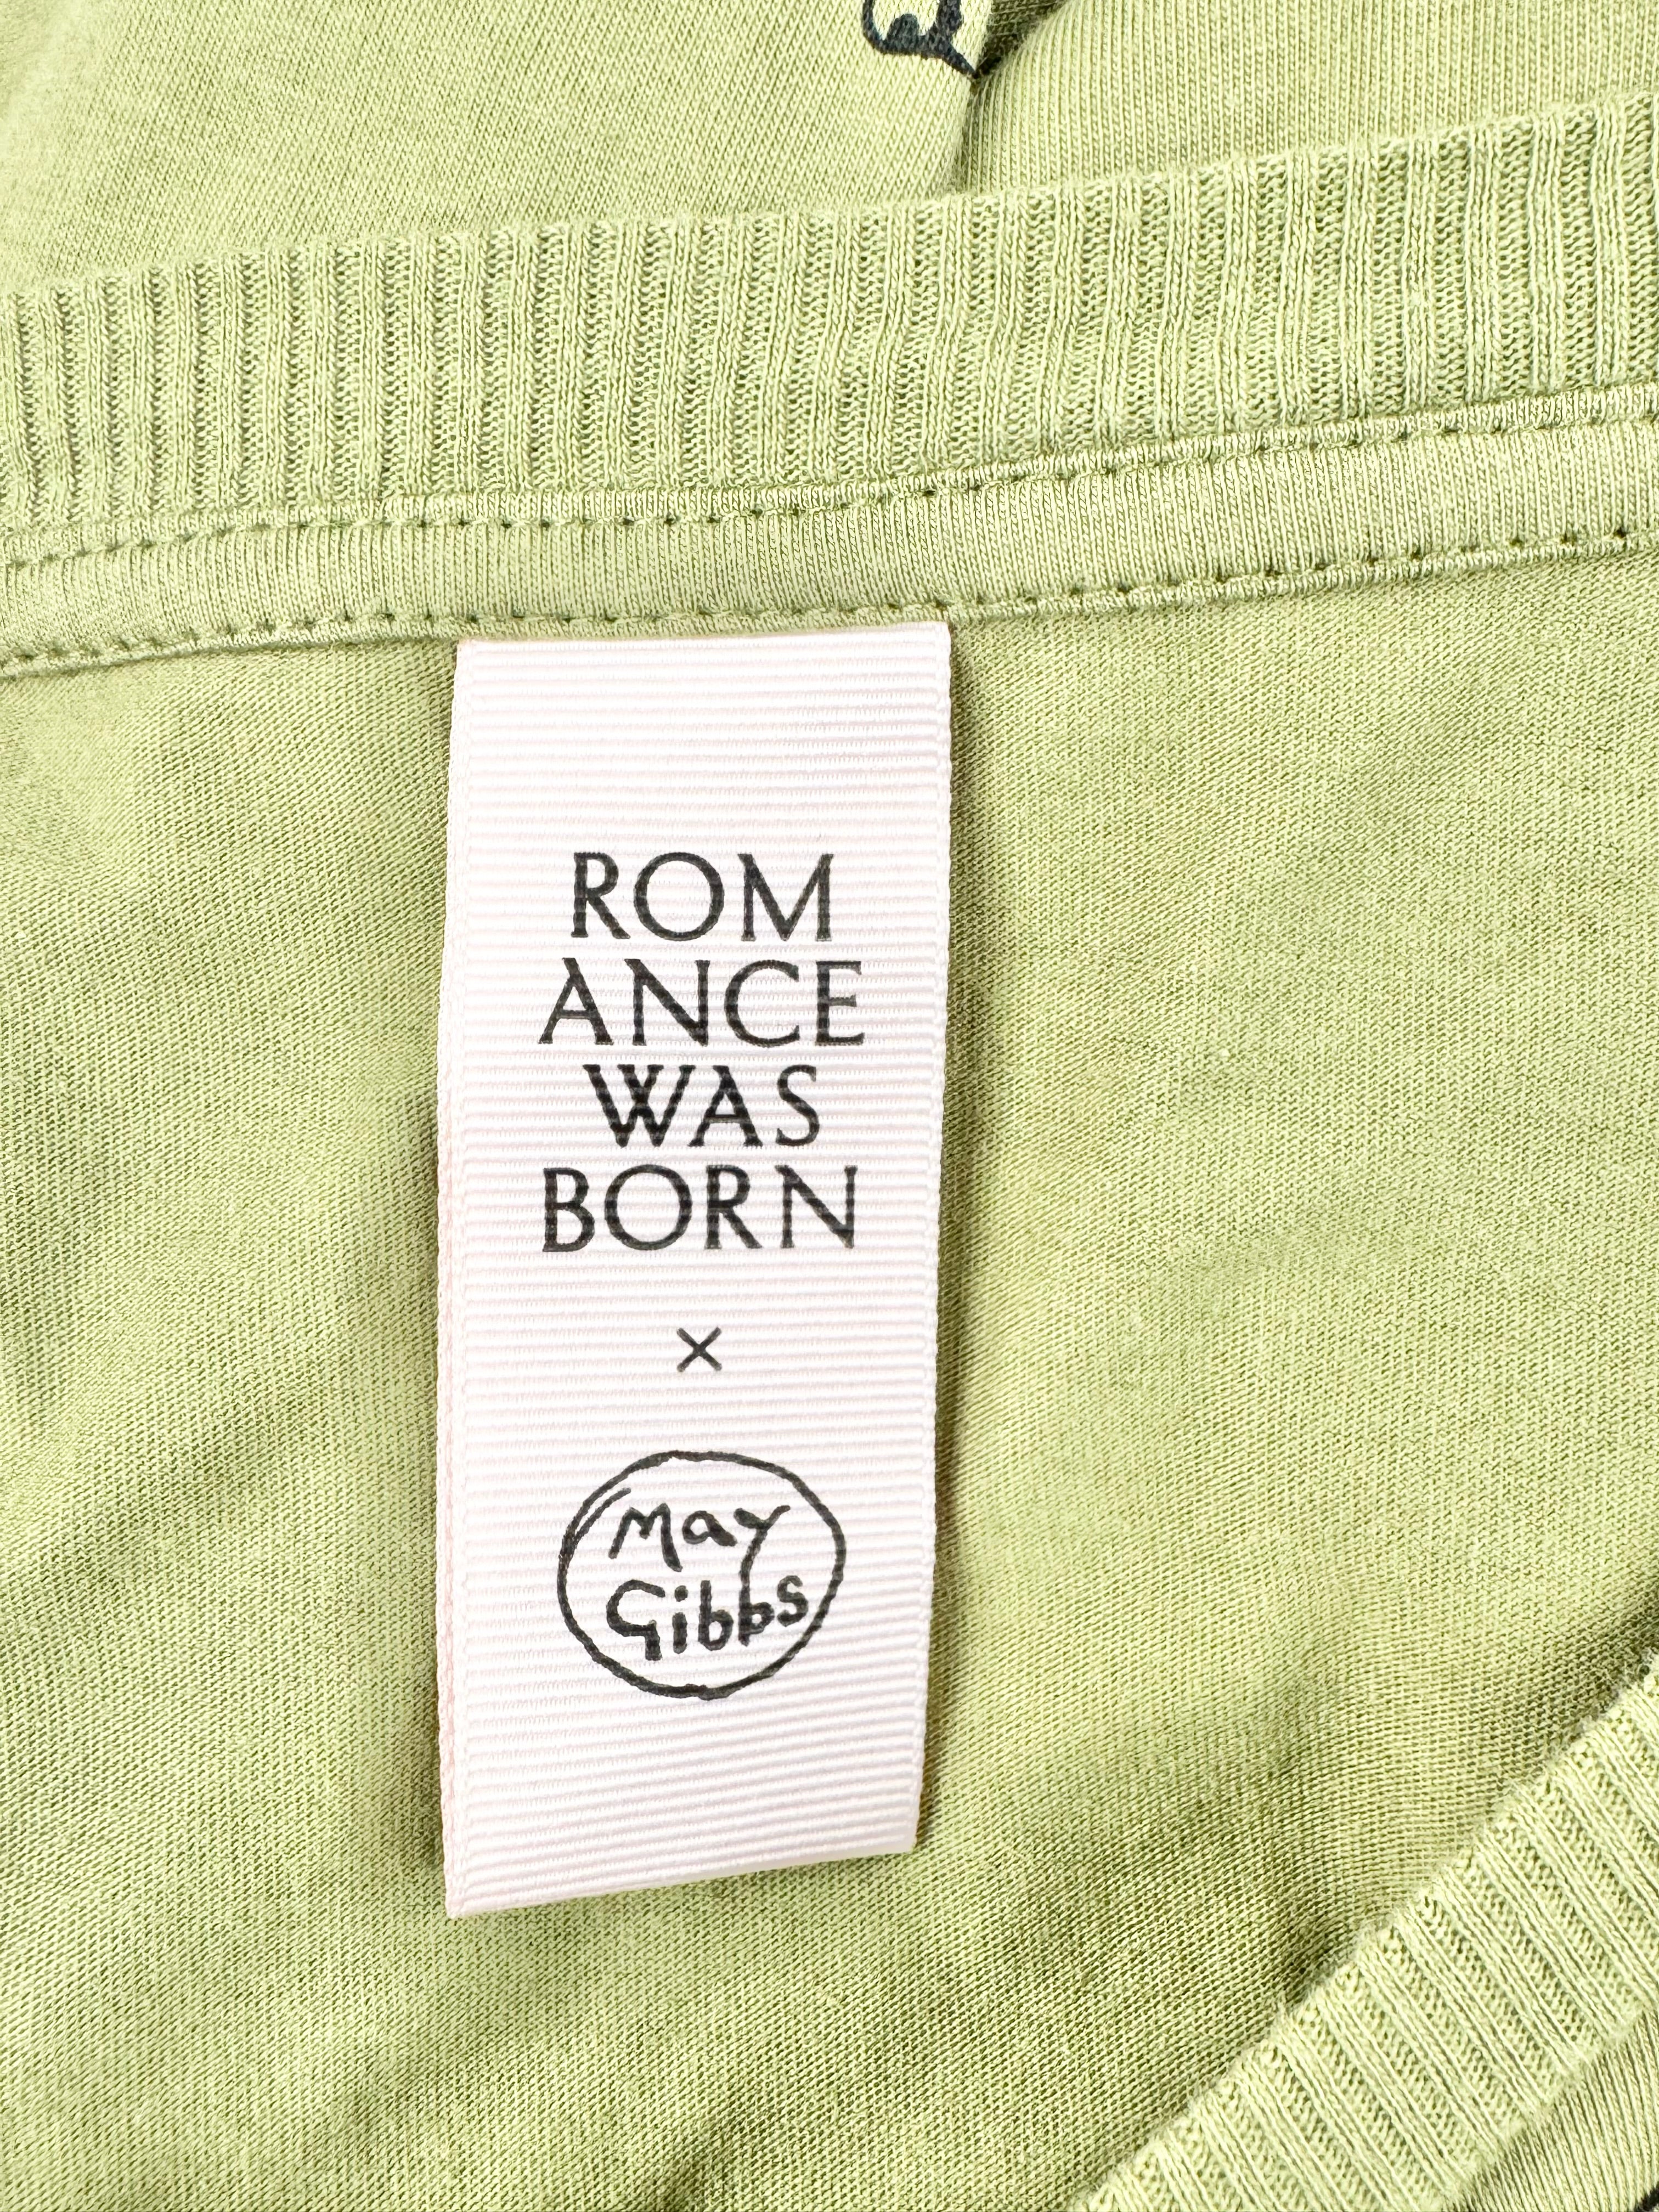 ROM
ANCE
WAS
BORN
×
May
Gibbs